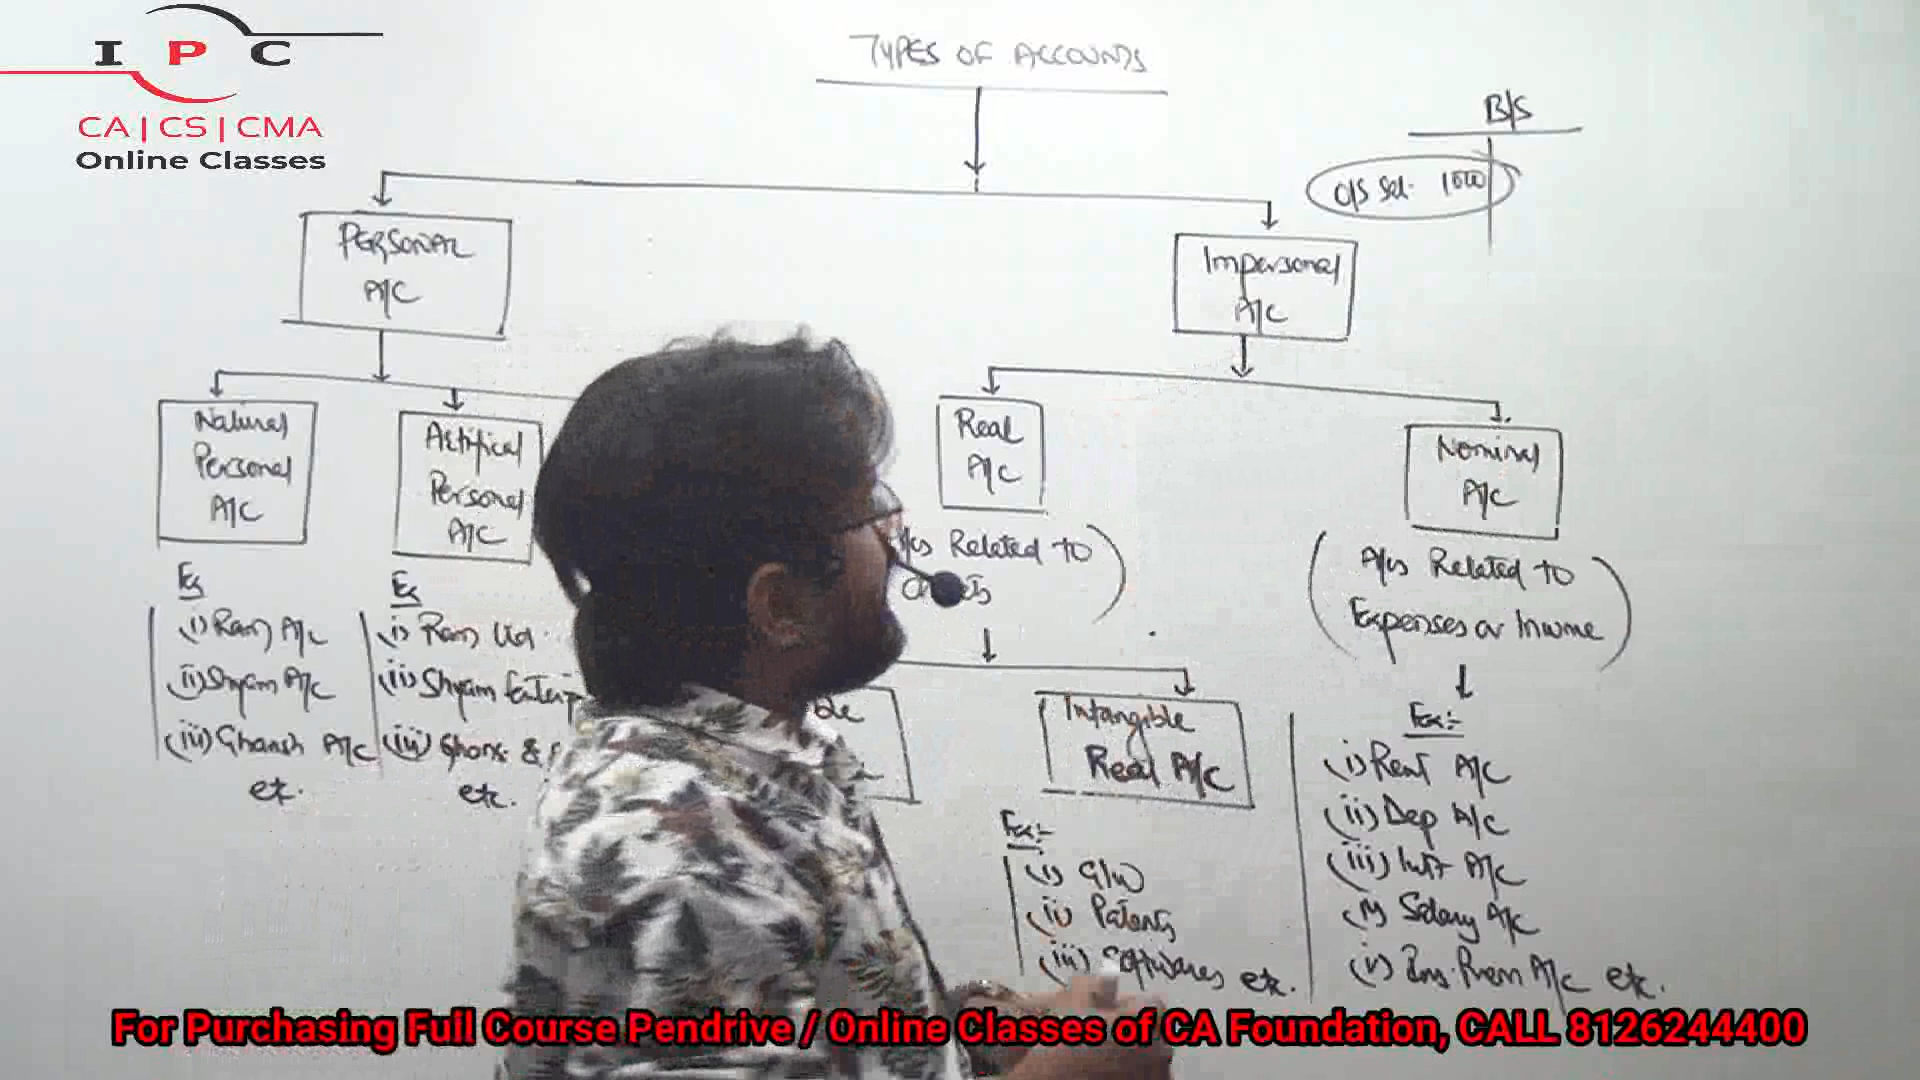 I P C
CA | CS | CMA
Online Classes
TYPES OF ACCOUNTS
B/S
O/S Sal.
PERSONAL
A/C
Impersonal
A/C
Natural
Personal
A/C
Artifical
Personal
A/C
Real
A/C
Nominal
A/C
Related to
A/cs Related to
Expenses or Income
Ex
(i) Ram A/C
(ii) Shyam A/C
(iii) Ghansh A/C
etc.
Ex
(i) Ram Ltd.
(ii) Shyam Enterp
(iii) &
etc.
Intangible
Real A/C
Ex:-
(i) G/W
(ii) Patents
(iii) Softwares etc.
Ex:-
(i) Rent A/C
(ii) Dep A/C
(iii) Int A/C
(iv) Salary A/C
(v) Ins. Prem A/C etc.
For Purchasing Full Course Pendrive / Online Classes of CA Foundation, CALL 8126244400